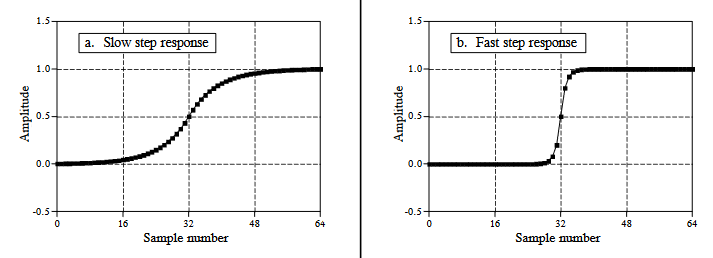 a. Slow step response
1.5
1.0
0.5
0.0
-0.5
Amplitude
0 16 32 48 64
Sample number
b. Fast step response
1.5
1.0
0.5
0.0
-0.5
Amplitude
0 16 32 48 64
Sample number